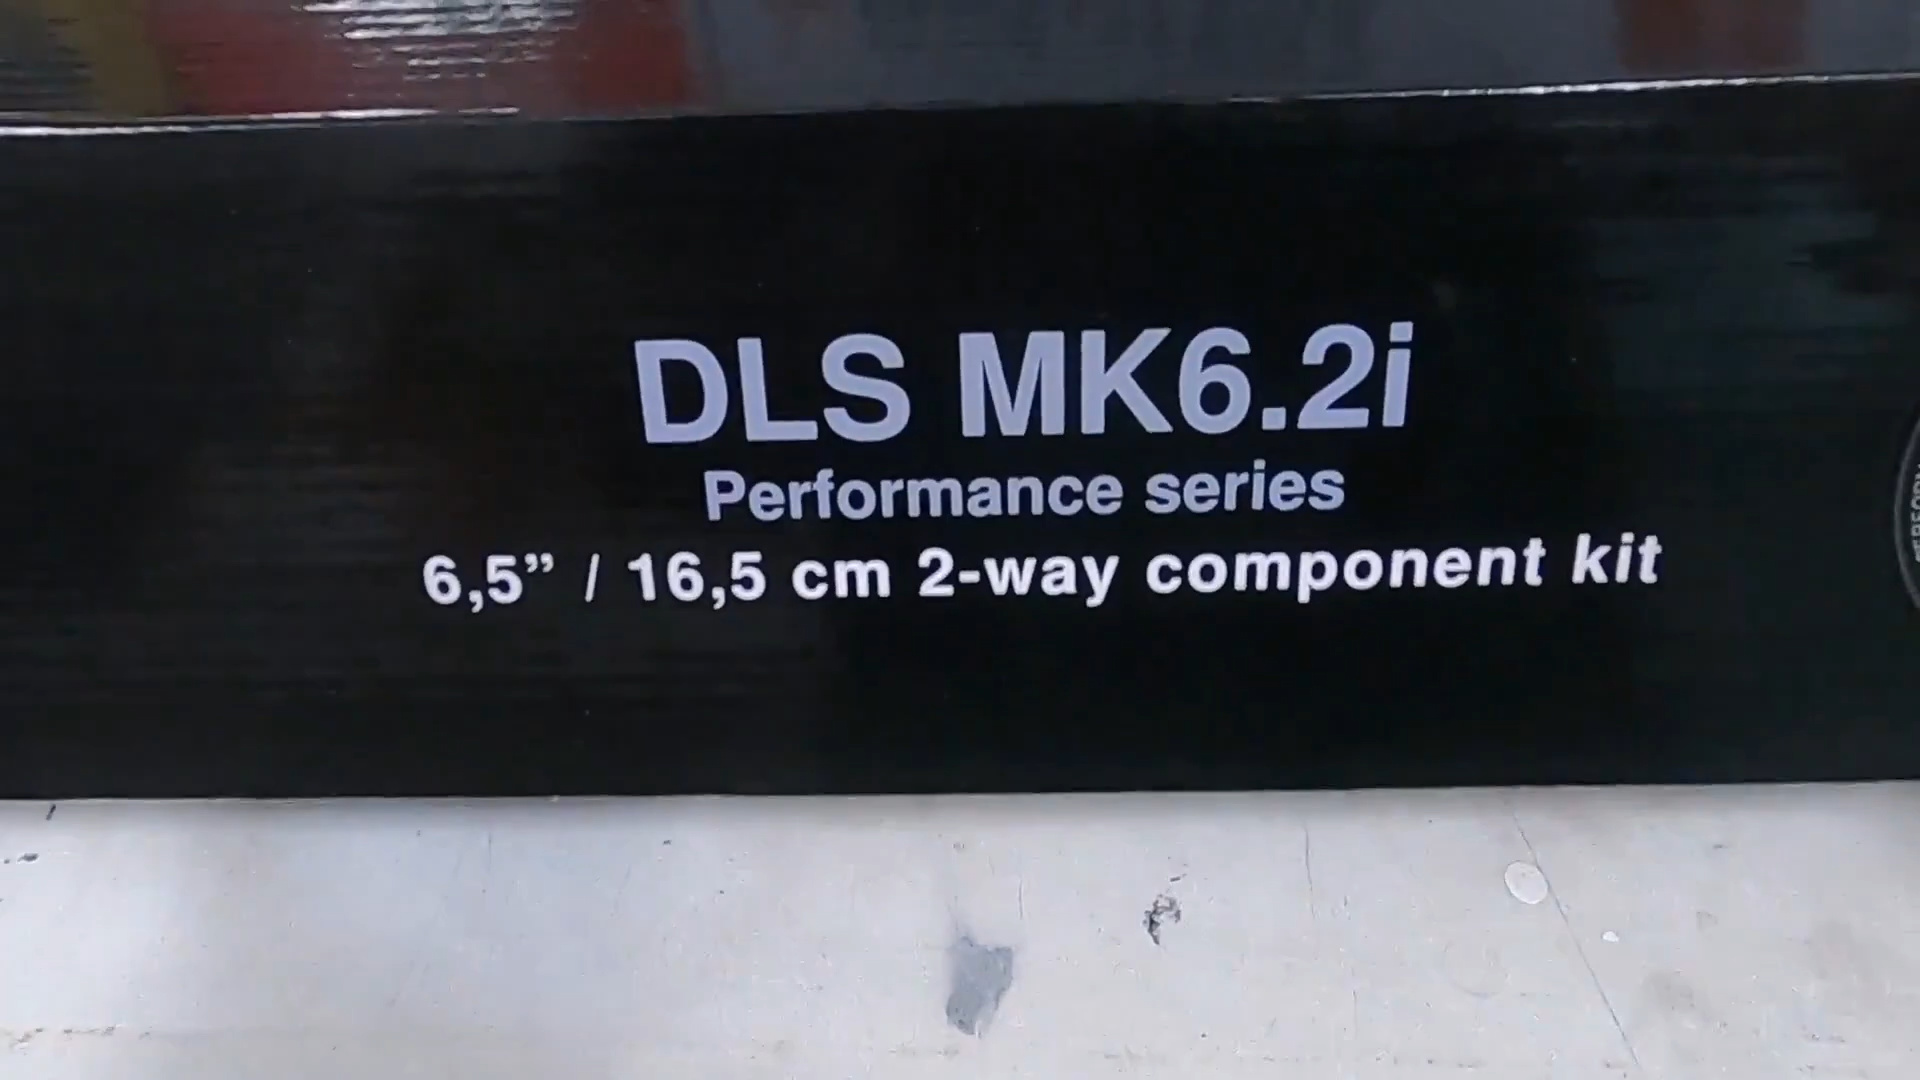 DLS MK6.2i
Performance series
6,5” / 16,5 cm 2-way component kit